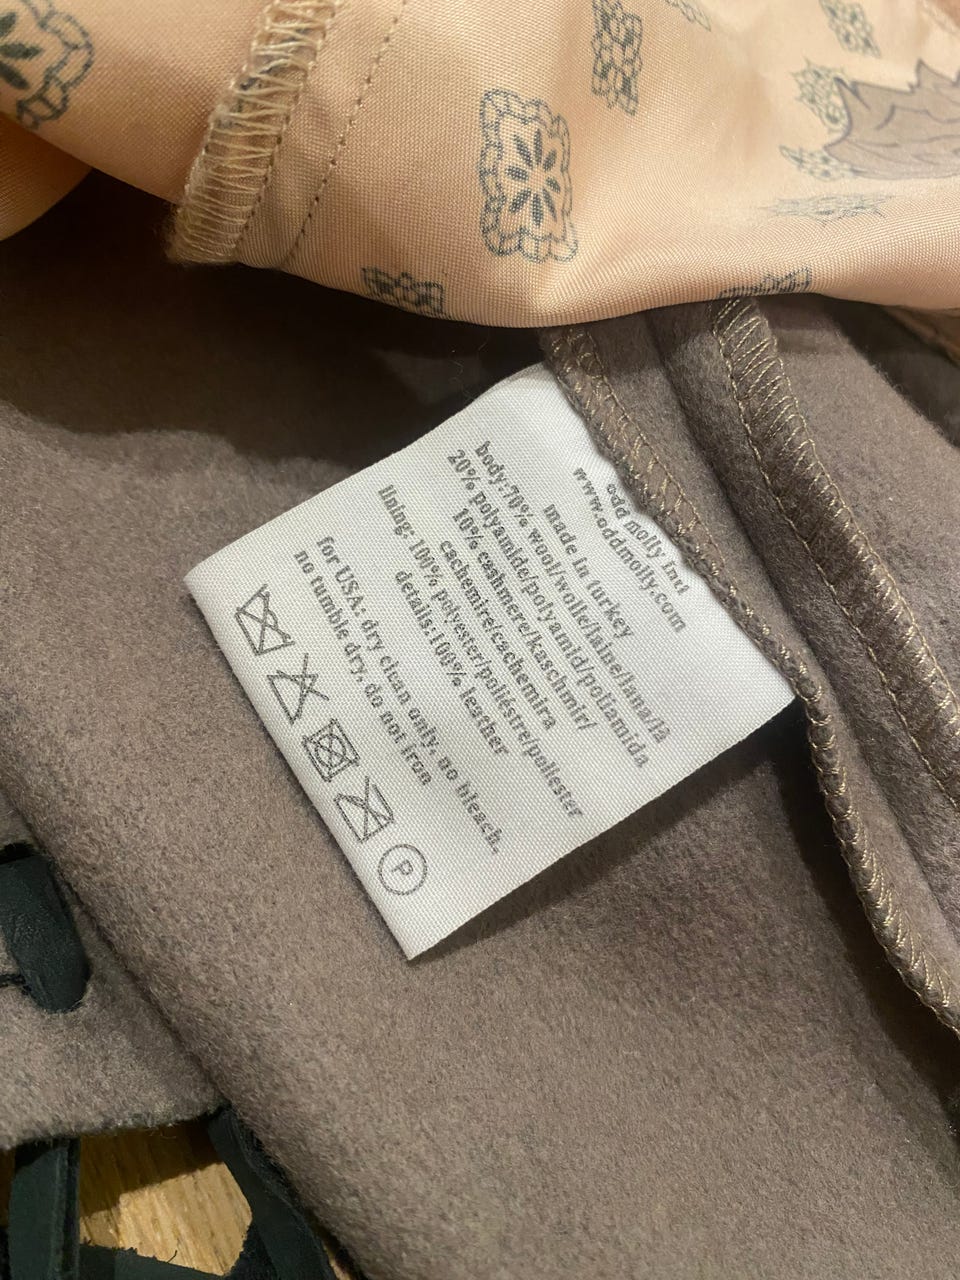 odd molly intl
www.oddmolly.com
made in turkey
body:70% wool/wolle/laine/lana/lã
20% polyamide/polyamid/poliamida
10% cashmere/kaschmir/
cachemire/cachemira
lining: 100% polyester/poliéstre/poliester
details:100% leather
for USA: dry clean only, no bleach,
no tumble dry, do not iron
P